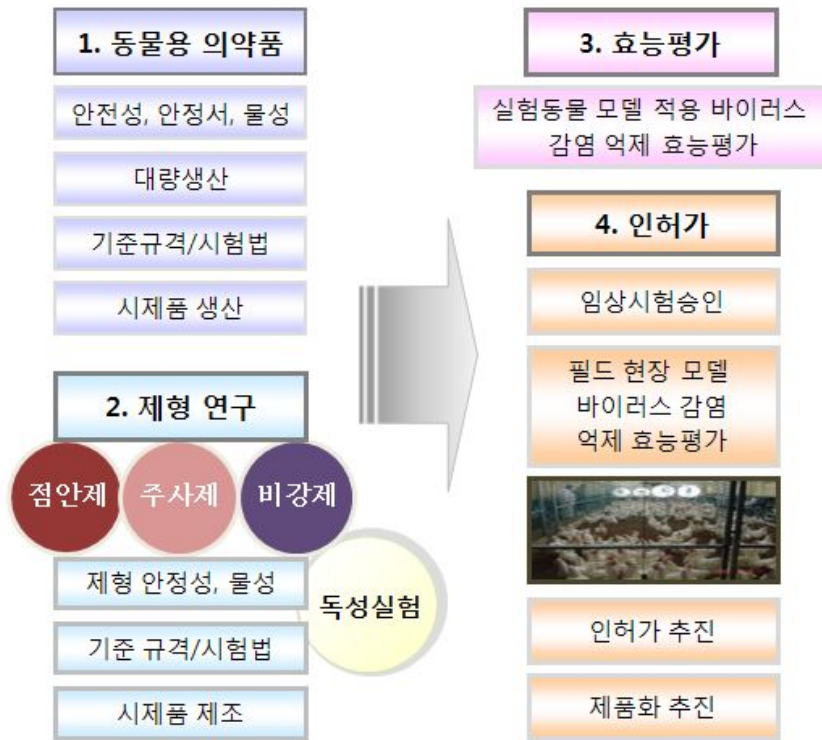 1. 동물용 의약품
안전성, 안정서, 물성
대량생산
기준규격/시험법
시제품 생산
2. 제형 연구
점안제
주사제
비강제
독성실험
제형 안정성, 물성
기준 규격/시험법
시제품 제조
3. 효능평가
실험동물 모델 적용 바이러스
감염 억제 효능평가
4. 인허가
임상시험승인
필드 현장 모델
바이러스 감염
억제 효능평가
인허가 추진
제품화 추진